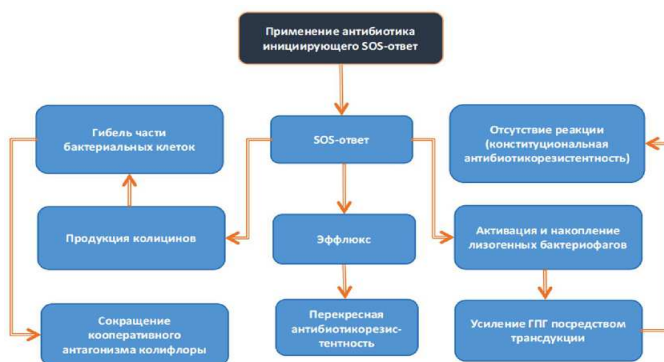 Применение антибиотика
инициирующего SOS-ответ
Гибель части
бактериальных клеток
SOS-ответ
Отсутствие реакции
(конституциональная
антибиотикорезистентность)
Продукция колицинов
Эффлюкс
Активация и накопление
лизогенных бактериофагов
Сокращение
кооперативного
антагонизма колифлоры
Перекресная
антибиотикорезис-
тентность
Усиление ГПГ посредством
трансдукции